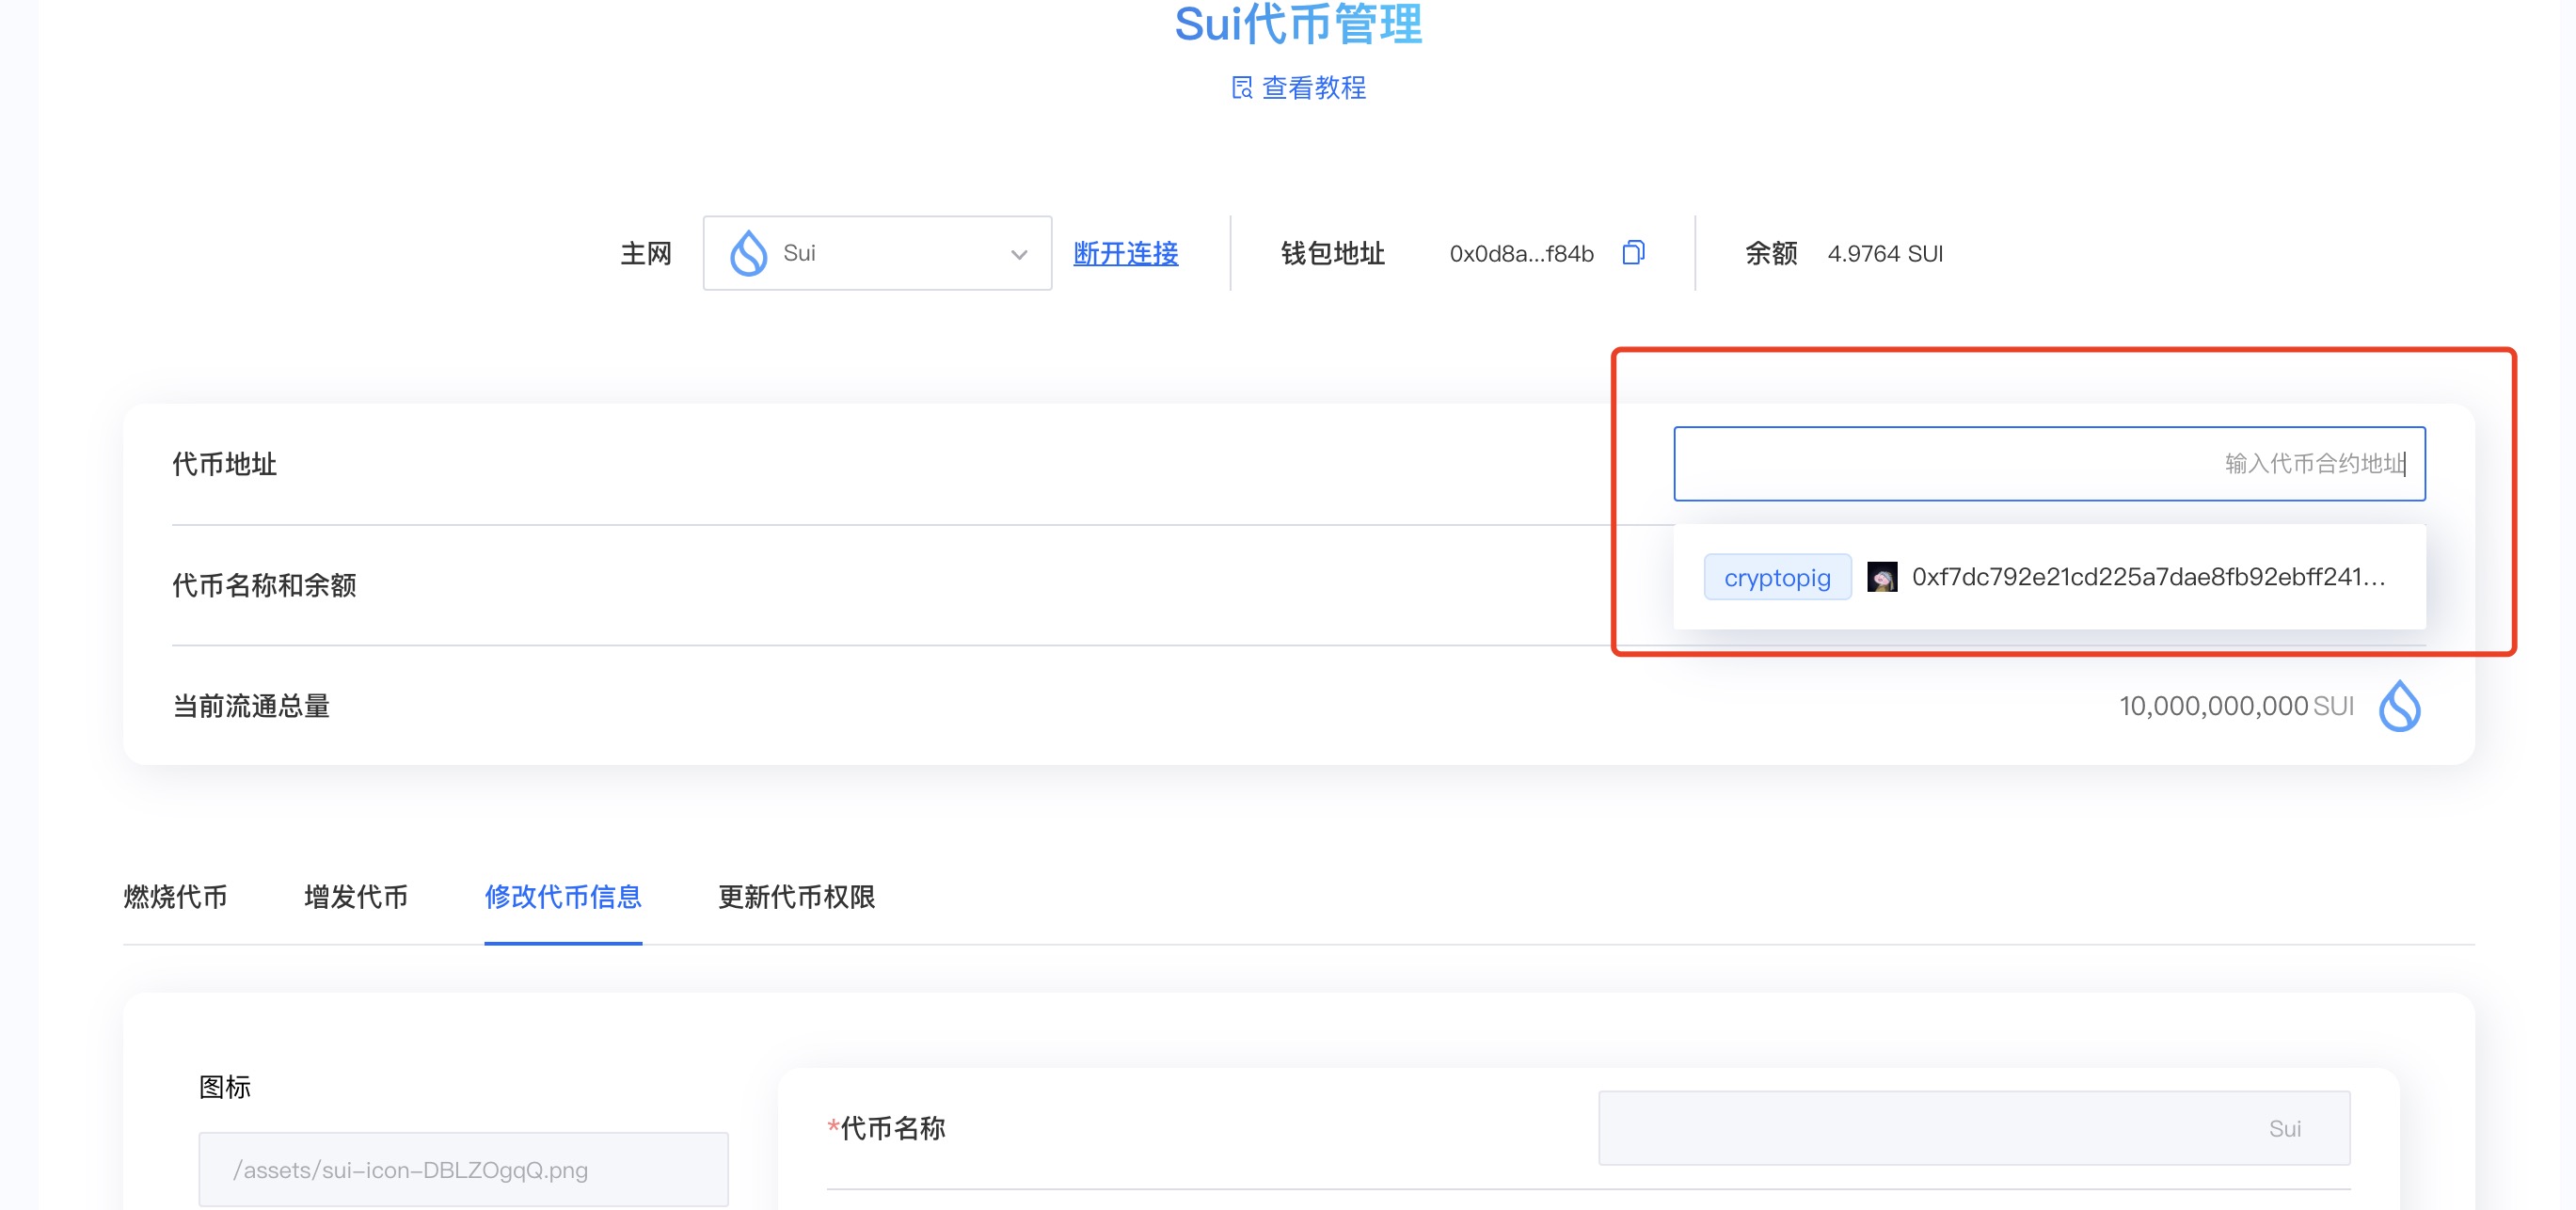 Sui代币管理
查看教程
主网 Sui 断开连接 钱包地址 0x0d8a...f84b 余额 4.9764 SUI
代币地址 输入代币合约地址
代币名称和余额 cryptopig 0xf7dc792e21cd225a7dae8fb92ebff241...
当前流通总量 10,000,000,000 SUI
燃烧代币 增发代币 修改代币信息 更新代币权限
图标
*代币名称 Sui
/assets/sui-icon-DBLZOgqQ.png